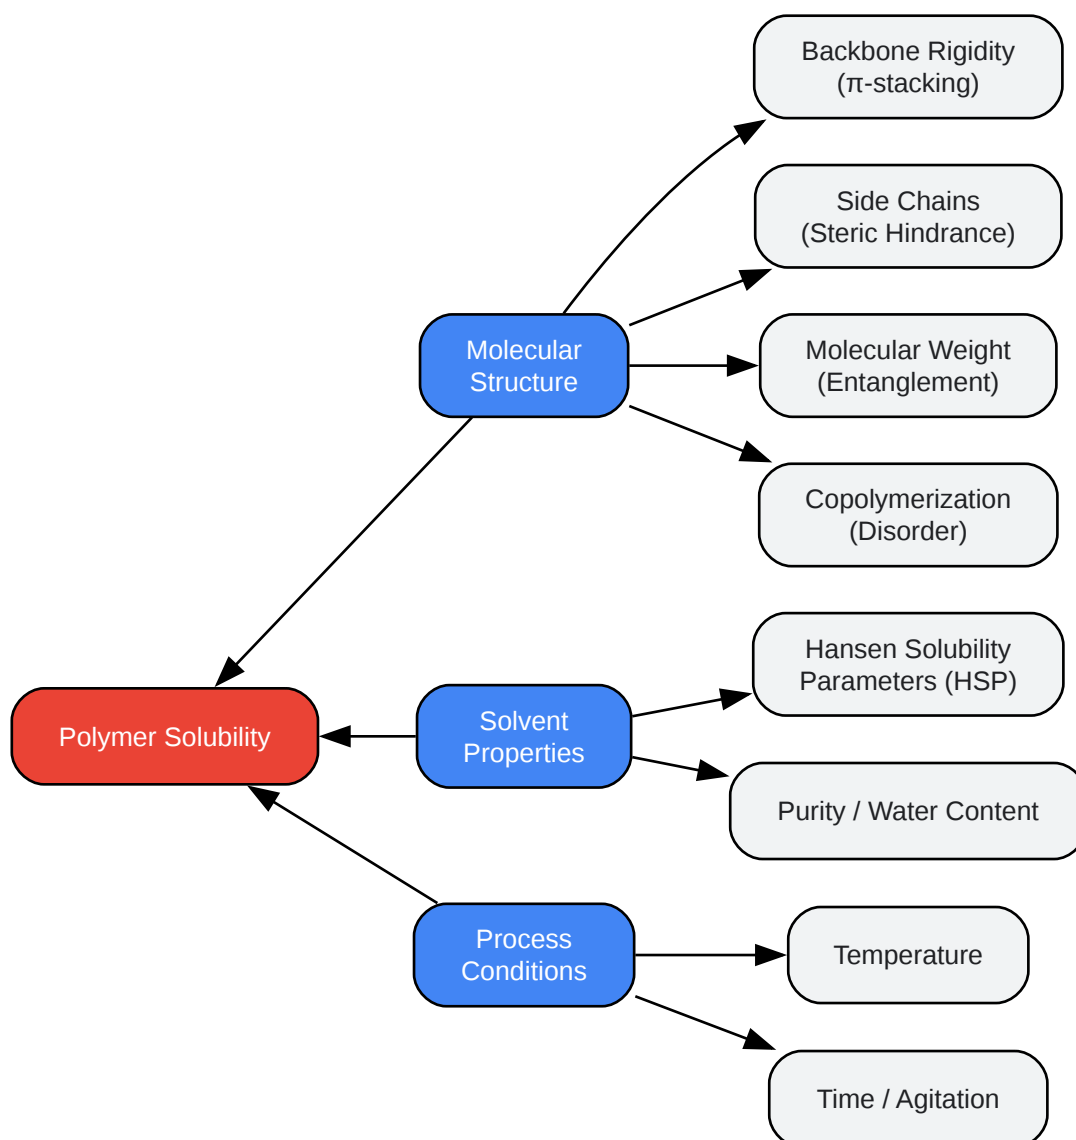 Backbone Rigidity
(π-stacking)
Side Chains
(Steric Hindrance)
Molecular
Structure
Molecular Weight
(Entanglement)
Copolymerization
(Disorder)
Hansen Solubility
Parameters (HSP)
Polymer Solubility
Solvent
Properties
Purity / Water Content
Process
Conditions
Temperature
Time / Agitation